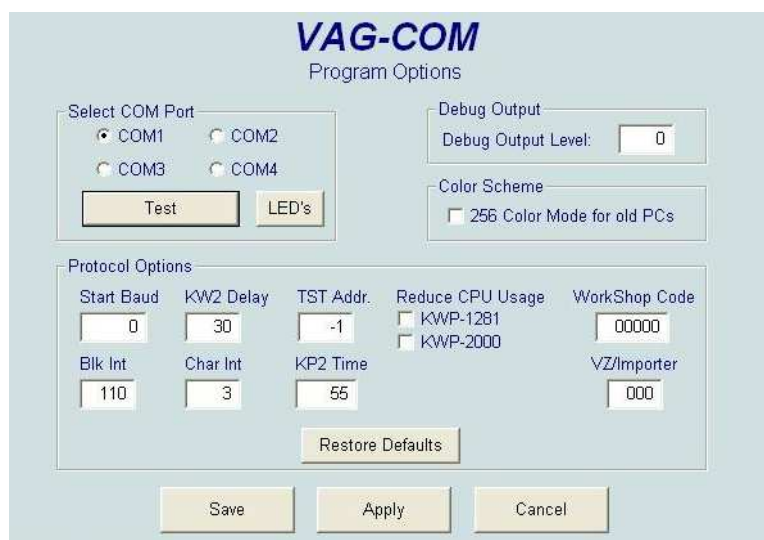 VAG-COM
Program Options
Select COM Port
COM1 COM2
COM3 COM4
Test LED's
Debug Output
Debug Output Level: 0
Color Scheme
256 Color Mode for old PCs
Protocol Options
Start Baud KW2 Delay TST Addr. Reduce CPU Usage WorkShop Code
0 30 -1 KWP-1281 00000
KWP-2000
Blk Int Char Int KP2 Time VZ/Importer
110 3 55 000
Restore Defaults
Save Apply Cancel